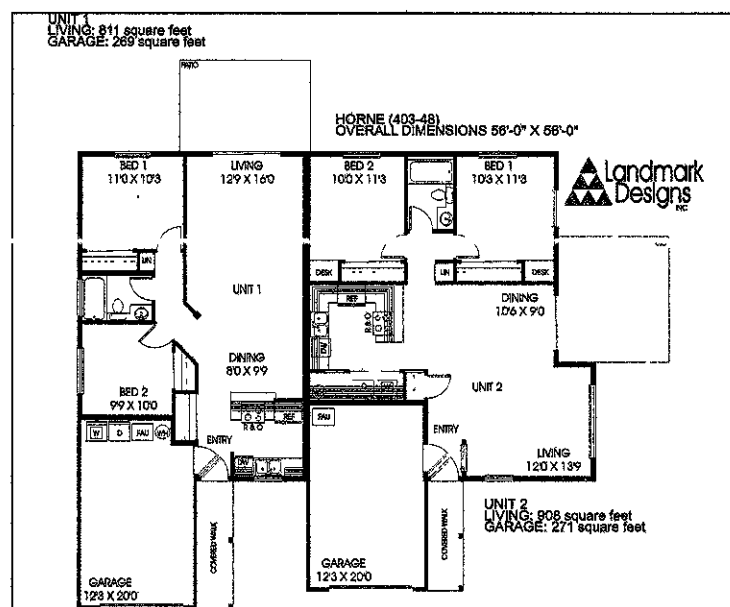 UNIT 1
LIVING: 811 square feet
GARAGE: 269 square feet
PATIO
HORNE (403-48)
OVERALL DIMENSIONS 56'-0" X 56'-0"
Landmark
Designs
INC
BED 1
11'0 X 10'3
LIVING
12'9 X 16'0
BED 2
10'0 X 11'3
BED 1
10'3 X 11'3
LIN
DESK
LIN
DESK
UNIT 1
REF
R & O
DW
DINING
10'6 X 9'0
DINING
8'0 X 9'9
BED 2
9'9 X 10'0
UNIT 2
R & O
REF
W
D
FAU
WH
ENTRY
DW
FAU
ENTRY
LIVING
12'0 X 13'9
COVERED WALK
COVERED WALK
UNIT 2
LIVING: 908 square feet
GARAGE: 271 square feet
GARAGE
12'3 X 20'0
GARAGE
12'3 X 20'0